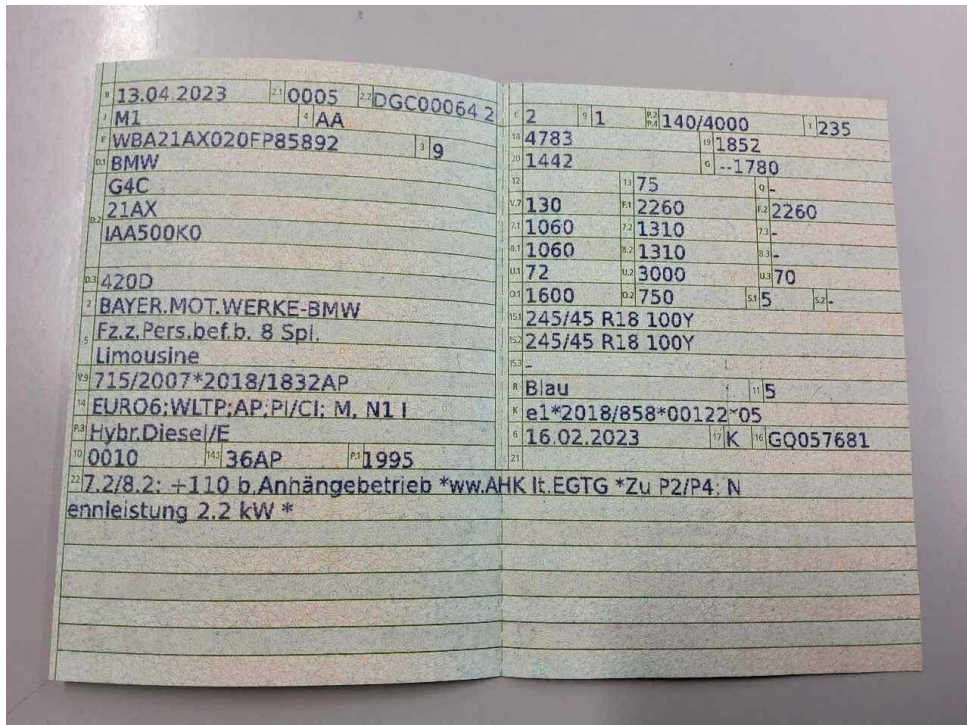 B 13.04.2023 2.1 0005 2.2 DGC00064 2
J M1 4 AA
E WBA21AX020FP85892 3 9
D.1 BMW
G4C
D.2 21AX
IAA500K0
D.3 420D
2 BAYER.MOT.WERKE-BMW
5 Fz.z.Pers.bef.b. 8 Spl.
Limousine
V.9 715/2007*2018/1832AP
14 EURO6;WLTP;AP;PI/CI; M, N1 I
P.3 Hybr.Diesel/E
10 0010 14.1 36AP P.1 1995
22 7.2/8.2: +110 b.Anhängebetrieb *ww.AHK lt.EGTG *Zu P2/P4: N
ennleistung 2.2 kW *
L 2 9 1 P.2 P.4 140/4000 T 235
18 4783 19 1852
20 1442 G --1780
12 13 75 Q -
V.7 130 F.1 2260 F.2 2260
7.1 1060 7.2 1310 7.3 -
8.1 1060 8.2 1310 8.3 -
U.1 72 U.2 3000 U.3 70
O.1 1600 O.2 750 S.1 5 S.2 -
15.1 245/45 R18 100Y
15.2 245/45 R18 100Y
15.3 -
R Blau 11 5
K e1*2018/858*00122*05
6 16.02.2023 17 K 16 GQ057681
21